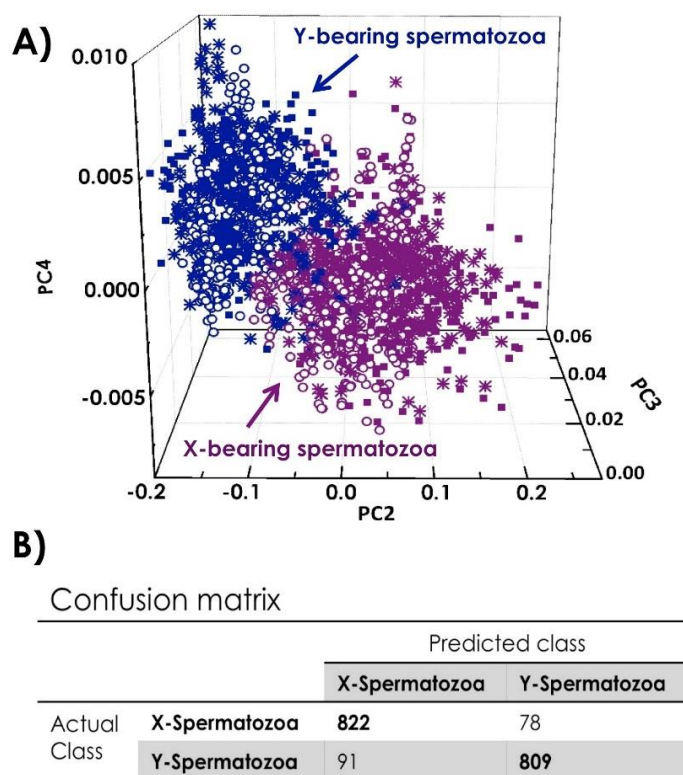 A)
Y-bearing spermatozoa
0.010
0.005
0.000
-0.005
PC4
0.06
0.04
0.02
0.00
PC3
X-bearing spermatozoa
-0.2 -0.1 0.0 0.1 0.2
PC2
B)
Confusion matrix
Predicted class
X-Spermatozoa Y-Spermatozoa
Actual Class X-Spermatozoa 822 78
Y-Spermatozoa 91 809